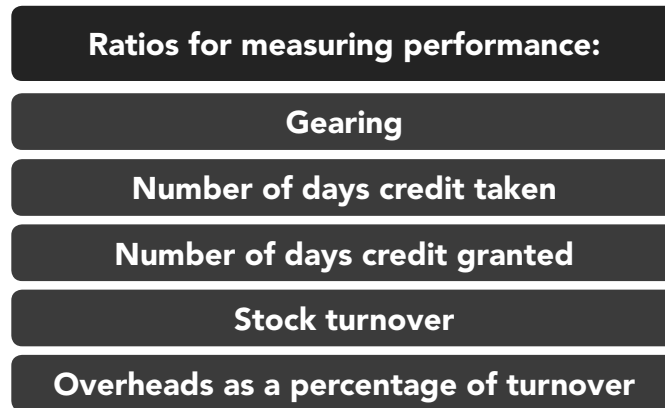 Ratios for measuring performance:
Gearing
Number of days credit taken
Number of days credit granted
Stock turnover
Overheads as a percentage of turnover